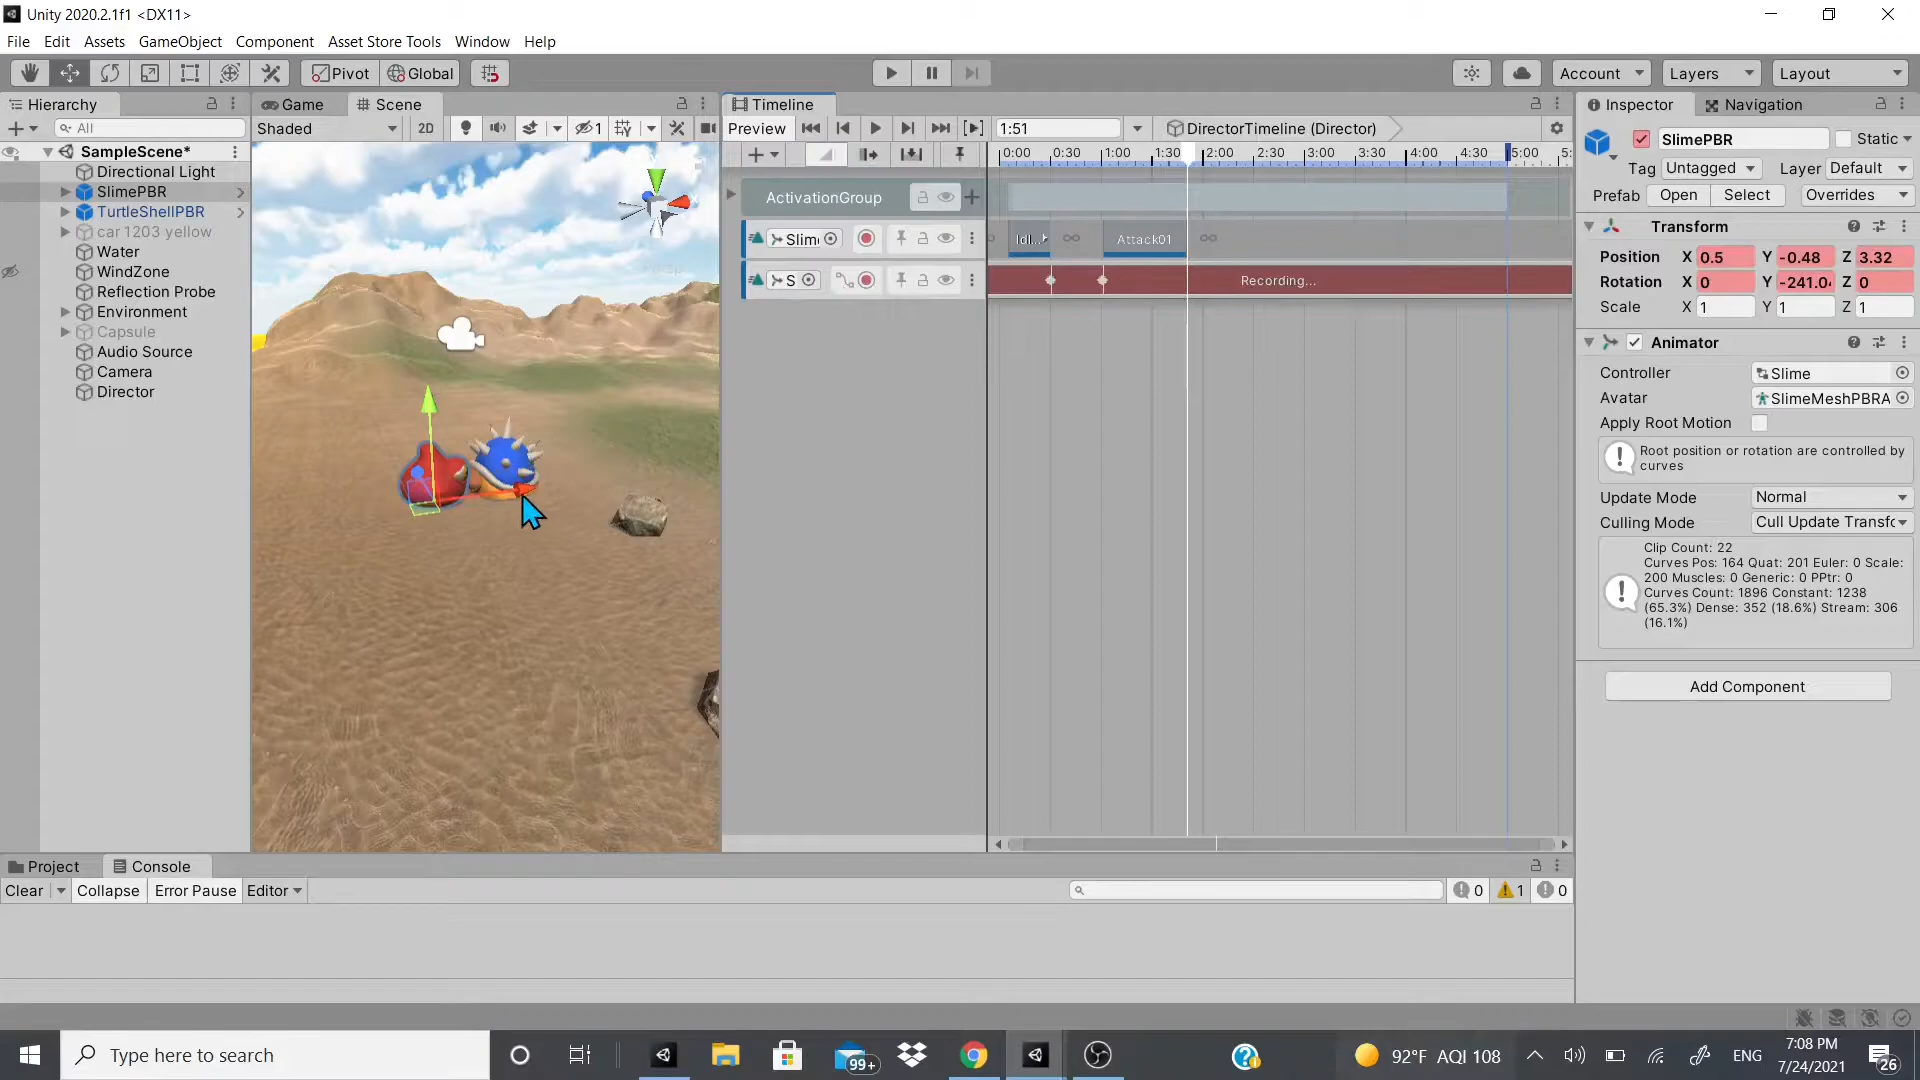 Unity 2020.2.1f1 <DX11>
File Edit Assets GameObject Component Asset Store Tools Window Help
Pivot Global Account Layers Layout
Hierarchy
All
SampleScene*
Directional Light
SlimePBR
TurtleShellPBR
car 1203 yellow
Water
WindZone
Reflection Probe
Environment
Capsule
Audio Source
Camera
Director
Game Scene
Shaded 2D 1
Timeline
Preview 1:51 DirectorTimeline (Director)
0:00 0:30 1:00 1:30 2:00 2:30 3:00 3:30 4:00 4:30 5:00
ActivationGroup
Slim Idl... Attack01
S Recording...
Inspector Navigation
SlimePBR Static
Tag Untagged Layer Default
Prefab Open Select Overrides
Transform
Position X 0.5 Y -0.48 Z 3.32
Rotation X 0 Y -241.0 Z 0
Scale X 1 Y 1 Z 1
Animator
Controller Slime
Avatar SlimeMeshPBRA
Apply Root Motion
Root position or rotation are controlled by
curves
Update Mode Normal
Culling Mode Cull Update Transfc
Clip Count: 22
Curves Pos: 164 Quat: 201 Euler: 0 Scale:
200 Muscles: 0 Generic: 0 PPtr: 0
Curves Count: 1896 Constant: 1238
(65.3%) Dense: 352 (18.6%) Stream: 306
(16.1%)
Add Component
Project Console
Clear Collapse Error Pause Editor 0 1 0
Type here to search 99+ 92°F AQI 108 ENG
7:08 PM
7/24/2021
26